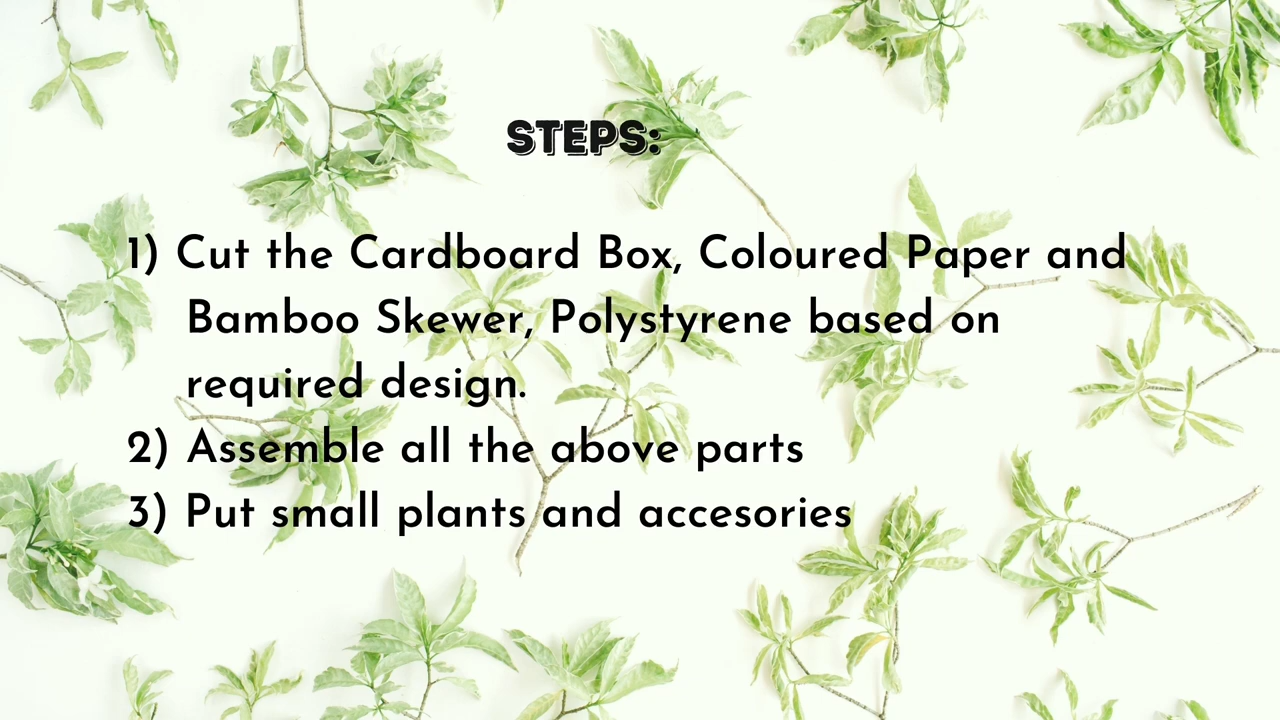 STEPS:
1) Cut the Cardboard Box, Coloured Paper and
Bamboo Skewer, Polystyrene based on
required design.
2) Assemble all the above parts
3) Put small plants and accesories